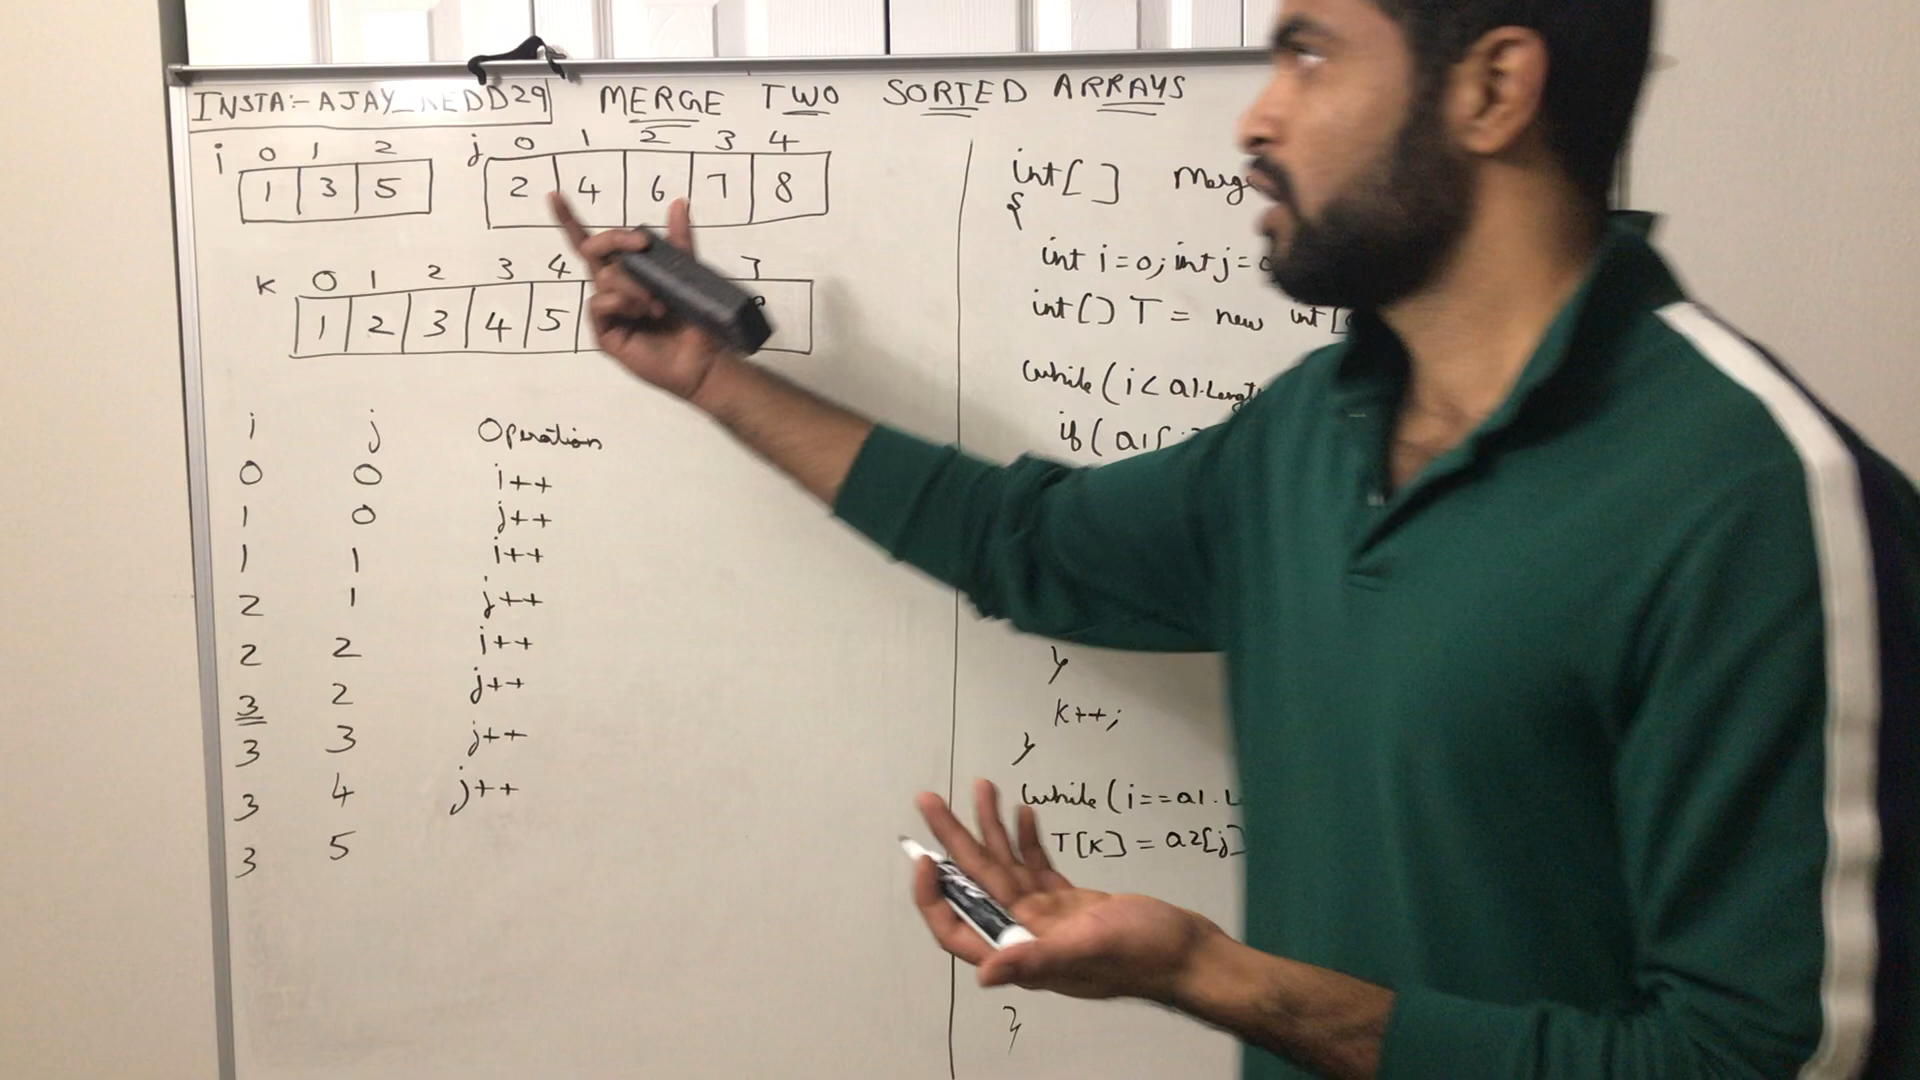 INSTA:- MERGE TWO SORTED ARRAYS
i 0 1 2 j 0 1 2 3 4
1 3 5 2 4 6 7 8
k 0 1 2 3 4 7
1 2 3 4 5
i j Operation
0 0 i++
1 0 j++
1 1 i++
2 1 j++
2 2 i++
3 2 j++
3 3 j++
3 4 j++
3 5
int[ ]
{
int i=0; int j=
int[] T = new int[
while(i<a1.Length
if(a1[
}
k++;
}
while(i==a1.L
T[k] = a2[j]
}